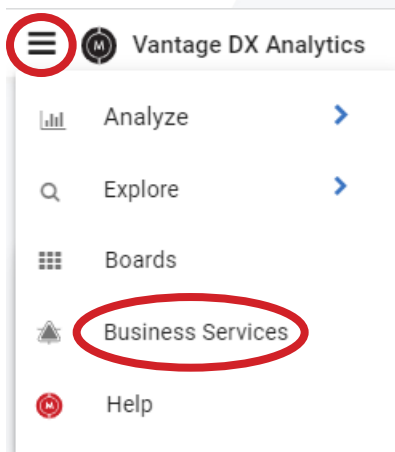 Vantage DX Analytics
Analyze
Explore
Boards
Business Services
Help